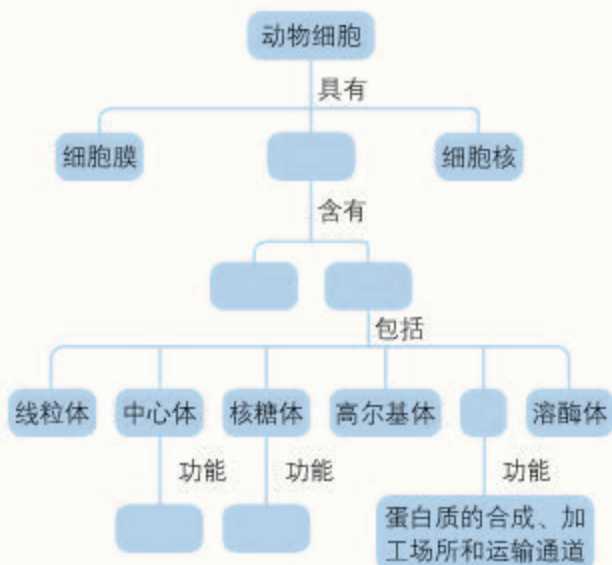 动物细胞
具有
细胞膜
细胞核
含有
包括
线粒体
中心体
核糖体
高尔基体
溶酶体
功能
功能
功能
蛋白质的合成、加
工场所和运输通道